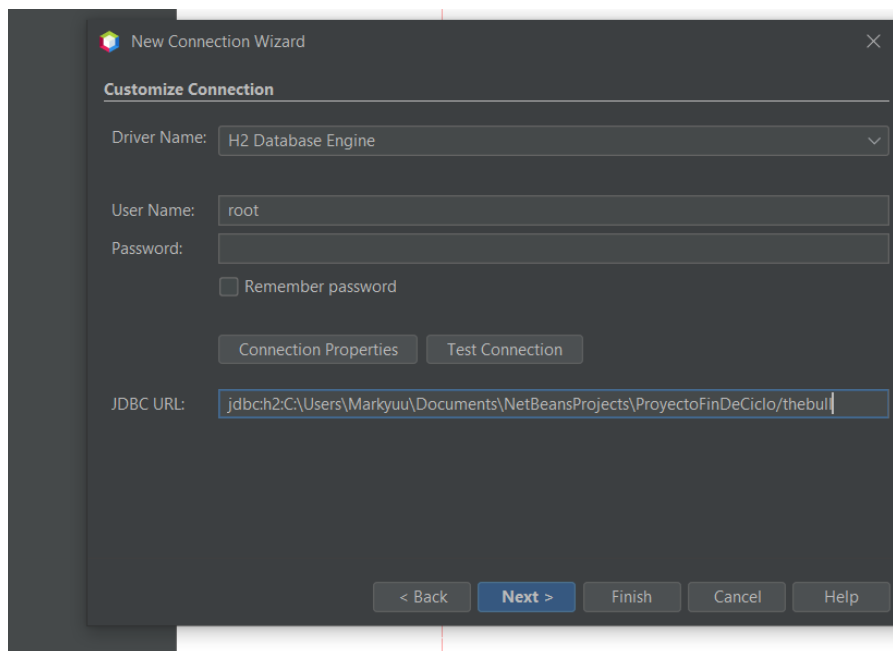 New Connection Wizard
Customize Connection
Driver Name: H2 Database Engine
User Name: root
Password:
Remember password
Connection Properties Test Connection
JDBC URL: jdbc:h2:C:\Users\Markyuu\Documents\NetBeansProjects\ProyectoFinDeCiclo/thebull
< Back Next > Finish Cancel Help